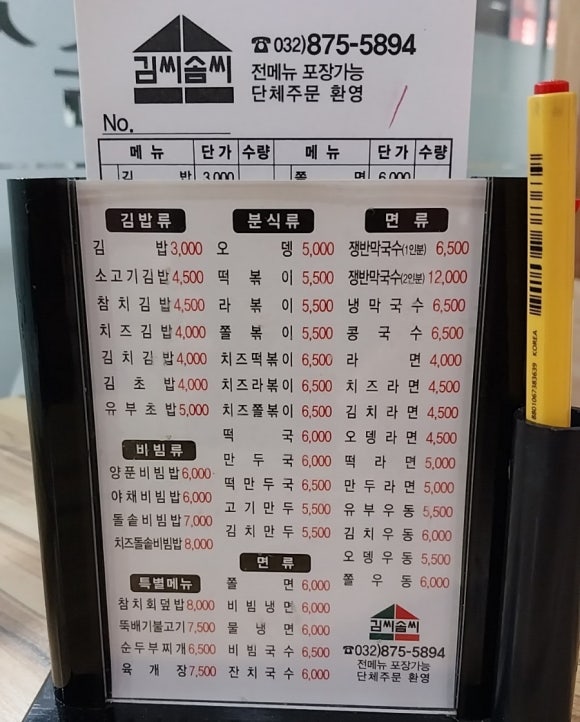 김씨솜씨
☎032)875-5894
전메뉴 포장가능
단체주문 환영
No.
메뉴 단가 수량 메뉴 단가 수량
김밥 3,000 쫄면 6,000
김밥류
김밥 3,000
소고기김밥 4,500
참치김밥 4,500
치즈김밥 4,000
김치김밥 4,000
김초밥 4,000
유부초밥 5,000
비빔류
양푼비빔밥 6,000
야채비빔밥 6,000
돌솥비빔밥 7,000
치즈돌솥비빔밥 8,000
특별메뉴
참치회덮밥 8,000
뚝배기불고기 7,500
순두부찌개 6,500
육개장 7,500
분식류
오뎅 5,000
떡볶이 5,500
라볶이 5,500
쫄볶이 5,500
치즈떡볶이 6,500
치즈라볶이 6,500
치즈쫄볶이 6,500
떡국 6,000
만두국 6,000
떡만두국 6,500
고기만두 5,500
김치만두 5,500
면류
쫄면 6,000
비빔냉면 6,000
물냉면 6,000
비빔국수 6,500
잔치국수 6,000
면류
쟁반막국수(1인분) 6,500
쟁반막국수(2인분) 12,000
냉막국수 6,500
콩국수 6,500
라면 4,000
치즈라면 4,500
김치라면 4,500
오뎅라면 4,500
떡라면 5,000
만두라면 5,000
유부우동 5,500
김치우동 6,000
오뎅우동 5,500
쫄우동 6,000
김씨솜씨
☎032)875-5894
전메뉴 포장가능
단체주문 환영
8801067383639 KOREA